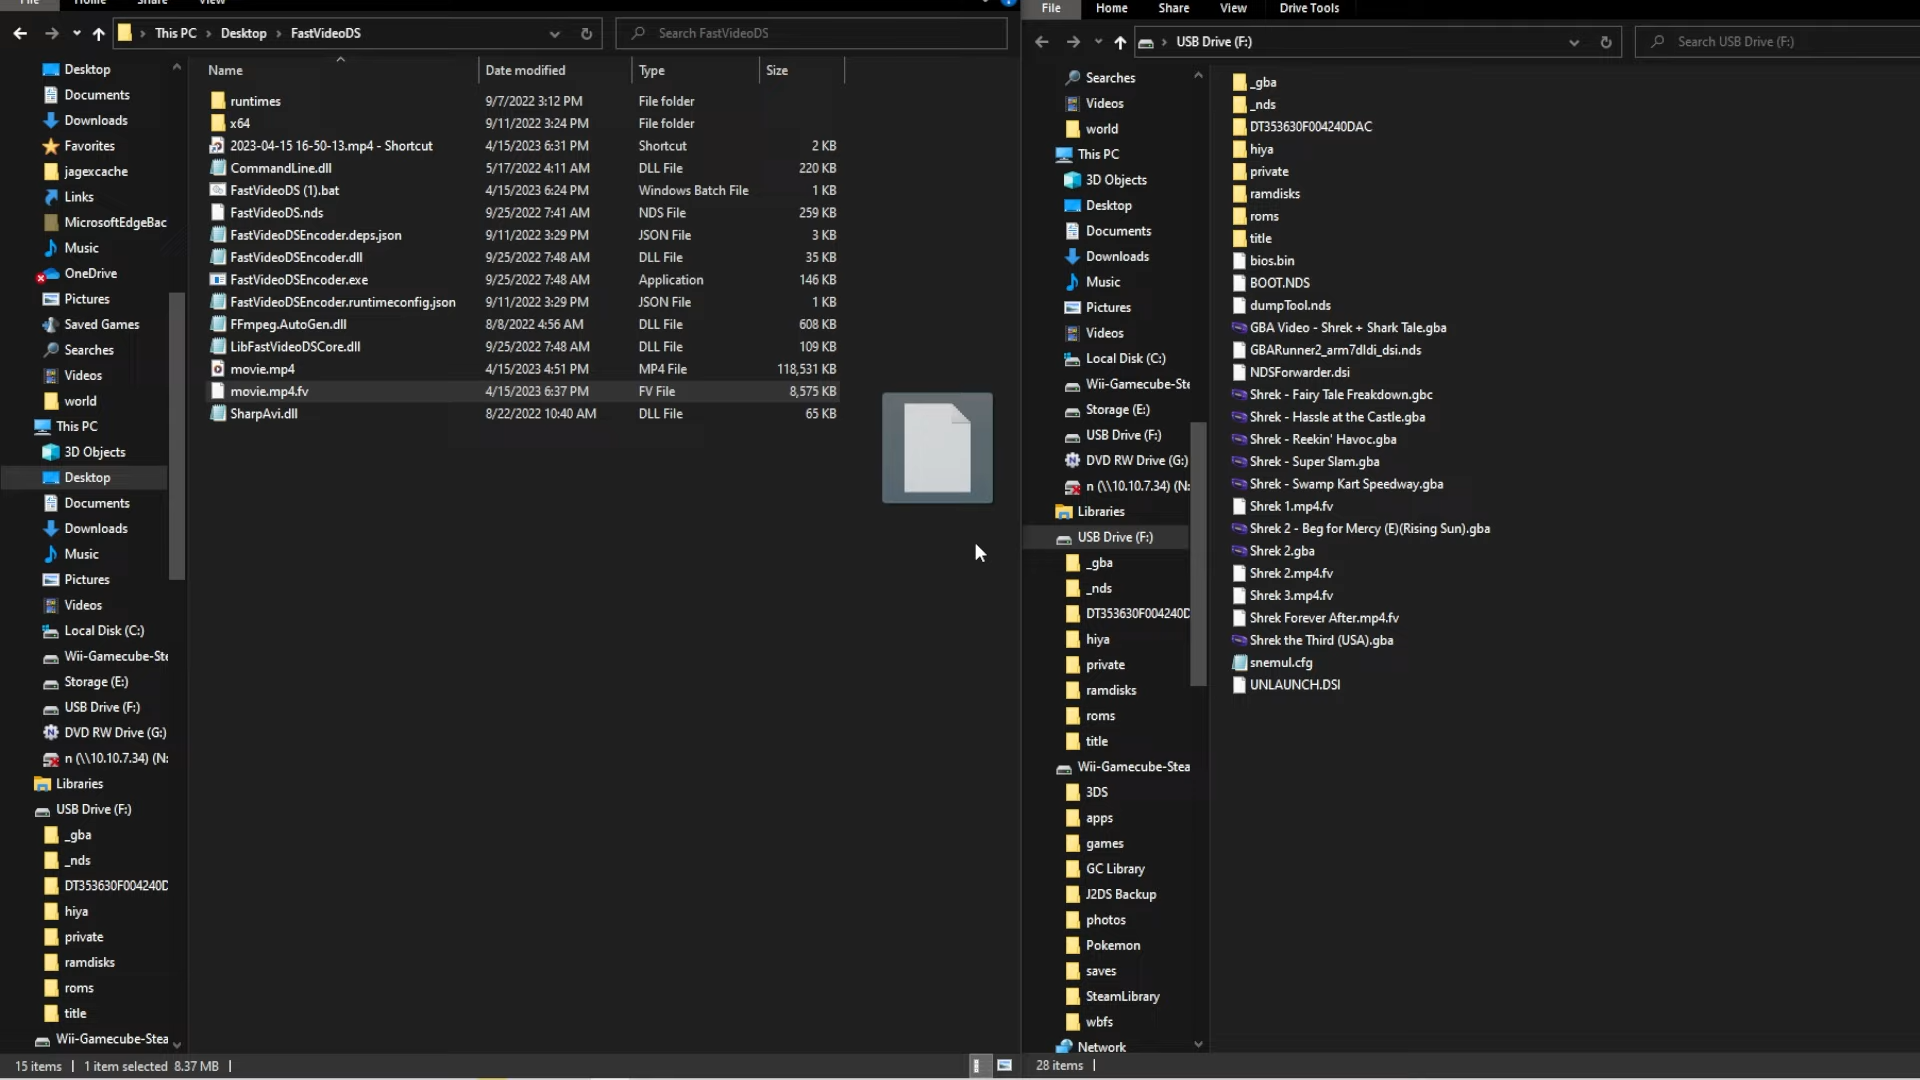 File Home Share View
This PC Desktop FastVideoDS
Search FastVideoDS
Desktop
Documents
Downloads
Favorites
jagexcache
Links
MicrosoftEdgeBac
Music
OneDrive
Pictures
Saved Games
Searches
Videos
world
This PC
3D Objects
Desktop
Documents
Downloads
Music
Pictures
Videos
Local Disk (C:)
Wii-Gamecube-Ste
Storage (E:)
USB Drive (F:)
DVD RW Drive (G:)
n (\\10.10.7.34) (N:
Libraries
USB Drive (F:)
_gba
_nds
DT353630F004240D
hiya
private
ramdisks
roms
title
Wii-Gamecube-Stea
Name Date modified Type Size
runtimes 9/7/2022 3:12 PM File folder
x64 9/11/2022 3:24 PM File folder
2023-04-15 16-50-13.mp4 - Shortcut 4/15/2023 6:31 PM Shortcut 2 KB
CommandLine.dll 5/17/2022 4:11 AM DLL File 220 KB
FastVideoDS (1).bat 4/15/2023 6:24 PM Windows Batch File 1 KB
FastVideoDS.nds 9/25/2022 7:41 AM NDS File 259 KB
FastVideoDSEncoder.deps.json 9/11/2022 3:29 PM JSON File 3 KB
FastVideoDSEncoder.dll 9/25/2022 7:48 AM DLL File 35 KB
FastVideoDSEncoder.exe 9/25/2022 7:48 AM Application 146 KB
FastVideoDSEncoder.runtimeconfig.json 9/11/2022 3:29 PM JSON File 1 KB
FFmpeg.AutoGen.dll 8/8/2022 4:56 AM DLL File 608 KB
LibFastVideoDSCore.dll 9/25/2022 7:48 AM DLL File 109 KB
movie.mp4 4/15/2023 4:51 PM MP4 File 118,531 KB
movie.mp4.fv 4/15/2023 6:37 PM FV File 8,575 KB
SharpAvi.dll 8/22/2022 10:40 AM DLL File 65 KB
15 items 1 item selected 8.37 MB
File Home Share View Drive Tools
USB Drive (F:)
Search USB Drive (F:)
Searches
Videos
world
This PC
3D Objects
Desktop
Documents
Downloads
Music
Pictures
Videos
Local Disk (C:)
Wii-Gamecube-Ste
Storage (E:)
USB Drive (F:)
DVD RW Drive (G:)
n (\\10.10.7.34) (N:
Libraries
USB Drive (F:)
_gba
_nds
DT353630F004240D
hiya
private
ramdisks
roms
title
Wii-Gamecube-Stea
3DS
apps
games
GC Library
J2DS Backup
photos
Pokemon
saves
SteamLibrary
wbfs
Network
_gba
_nds
DT353630F004240DAC
hiya
private
ramdisks
roms
title
bios.bin
BOOT.NDS
dumpTool.nds
GBA Video - Shrek + Shark Tale.gba
GBARunner2_arm7dldi_dsi.nds
NDSForwarder.dsi
Shrek - Fairy Tale Freakdown.gbc
Shrek - Hassle at the Castle.gba
Shrek - Reekin' Havoc.gba
Shrek - Super Slam.gba
Shrek - Swamp Kart Speedway.gba
Shrek 1.mp4.fv
Shrek 2 - Beg for Mercy (E)(Rising Sun).gba
Shrek 2.gba
Shrek 2.mp4.fv
Shrek 3.mp4.fv
Shrek Forever After.mp4.fv
Shrek the Third (USA).gba
snemul.cfg
UNLAUNCH.DSI
28 items